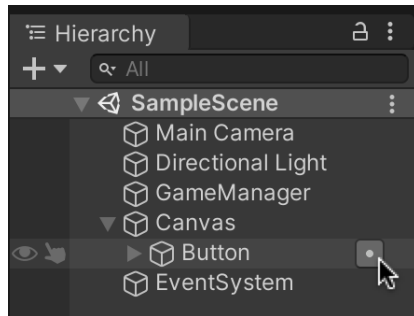 Hierarchy
All
SampleScene
Main Camera
Directional Light
GameManager
Canvas
Button
EventSystem